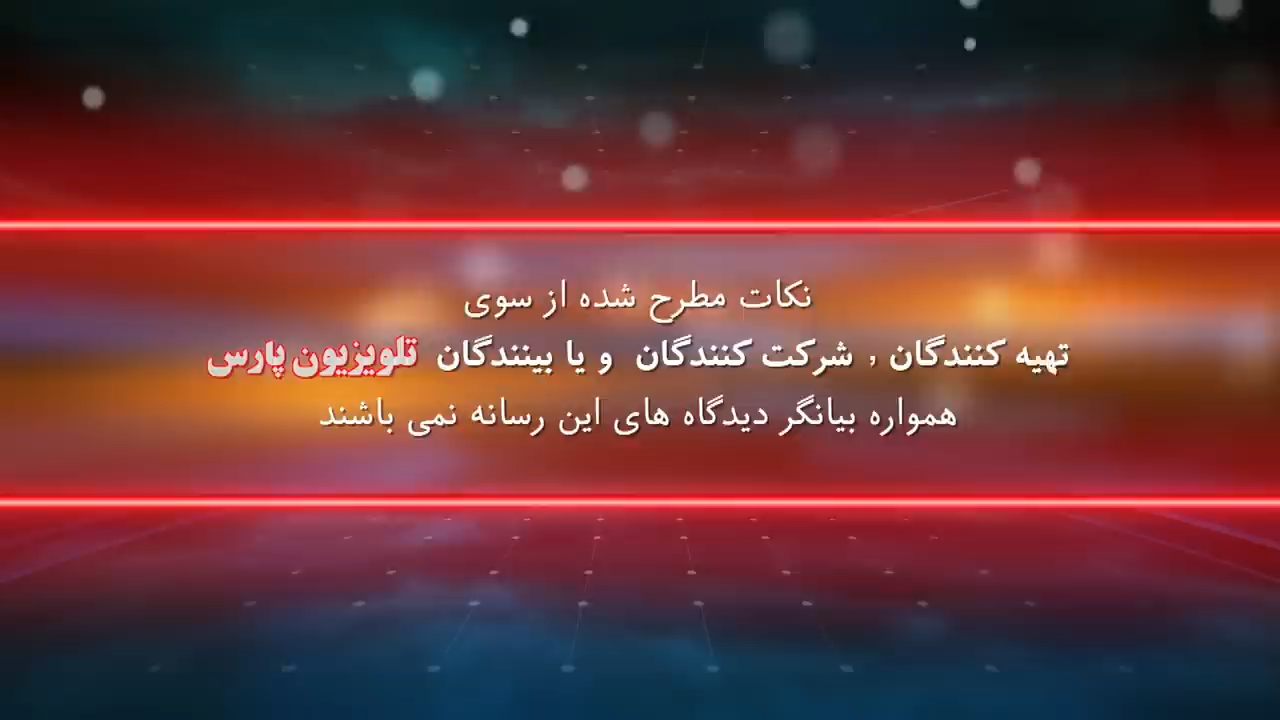 نکات مطرح شده از سوی
تهیه کنندگان , شرکت کنندگان و یا بینندگان تلویزیون پارس
همواره بیانگر دیدگاه های این رسانه نمی باشند